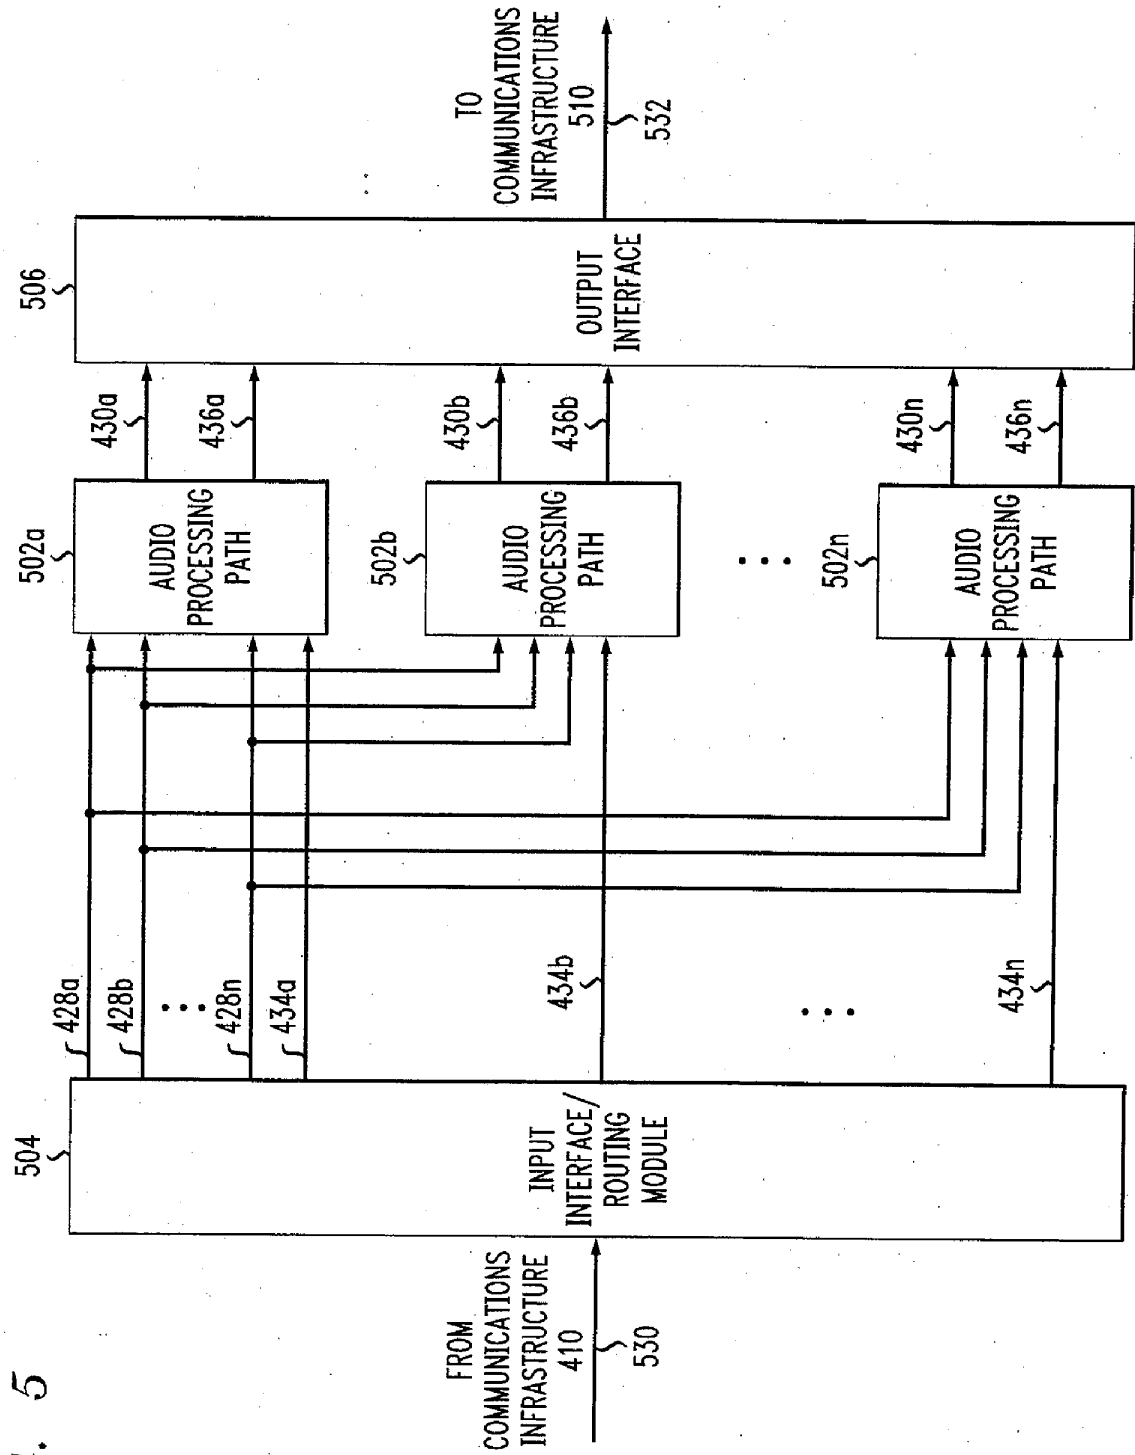 . 5
FROM
COMMUNICATIONS
INFRASTRUCTURE
410
530
504
INPUT
INTERFACE/
ROUTING
MODULE
428a
428b
• • •
428n
434a
434b
• • •
434n
502a
AUDIO
PROCESSING
PATH
502b
AUDIO
PROCESSING
PATH
• • •
502n
AUDIO
PROCESSING
PATH
430a
436a
430b
436b
430n
436n
506
OUTPUT
INTERFACE
TO
COMMUNICATIONS
INFRASTRUCTURE
510
532